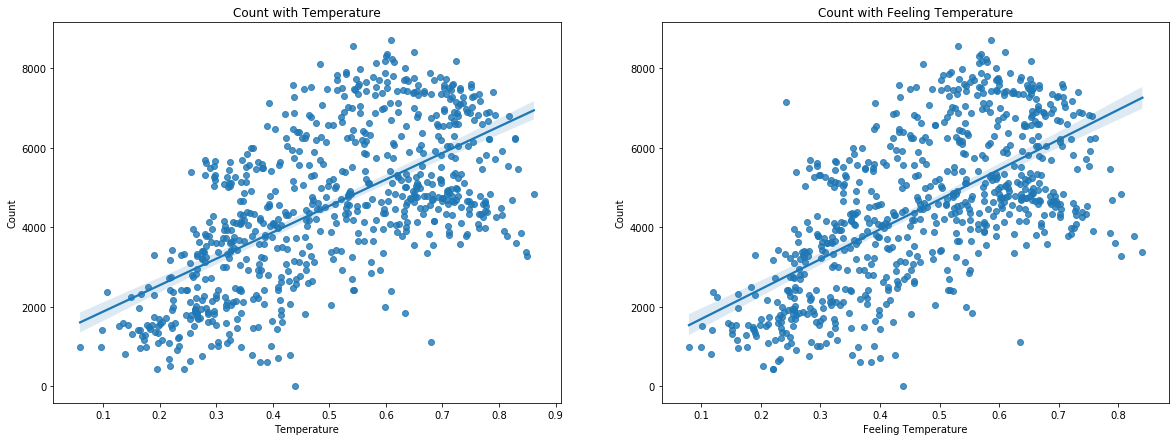 Count with Temperature
Count
8000
6000
4000
2000
0
0.1 0.2 0.3 0.4 0.5 0.6 0.7 0.8 0.9
Temperature
Count with Feeling Temperature
Count
8000
6000
4000
2000
0
0.1 0.2 0.3 0.4 0.5 0.6 0.7 0.8
Feeling Temperature